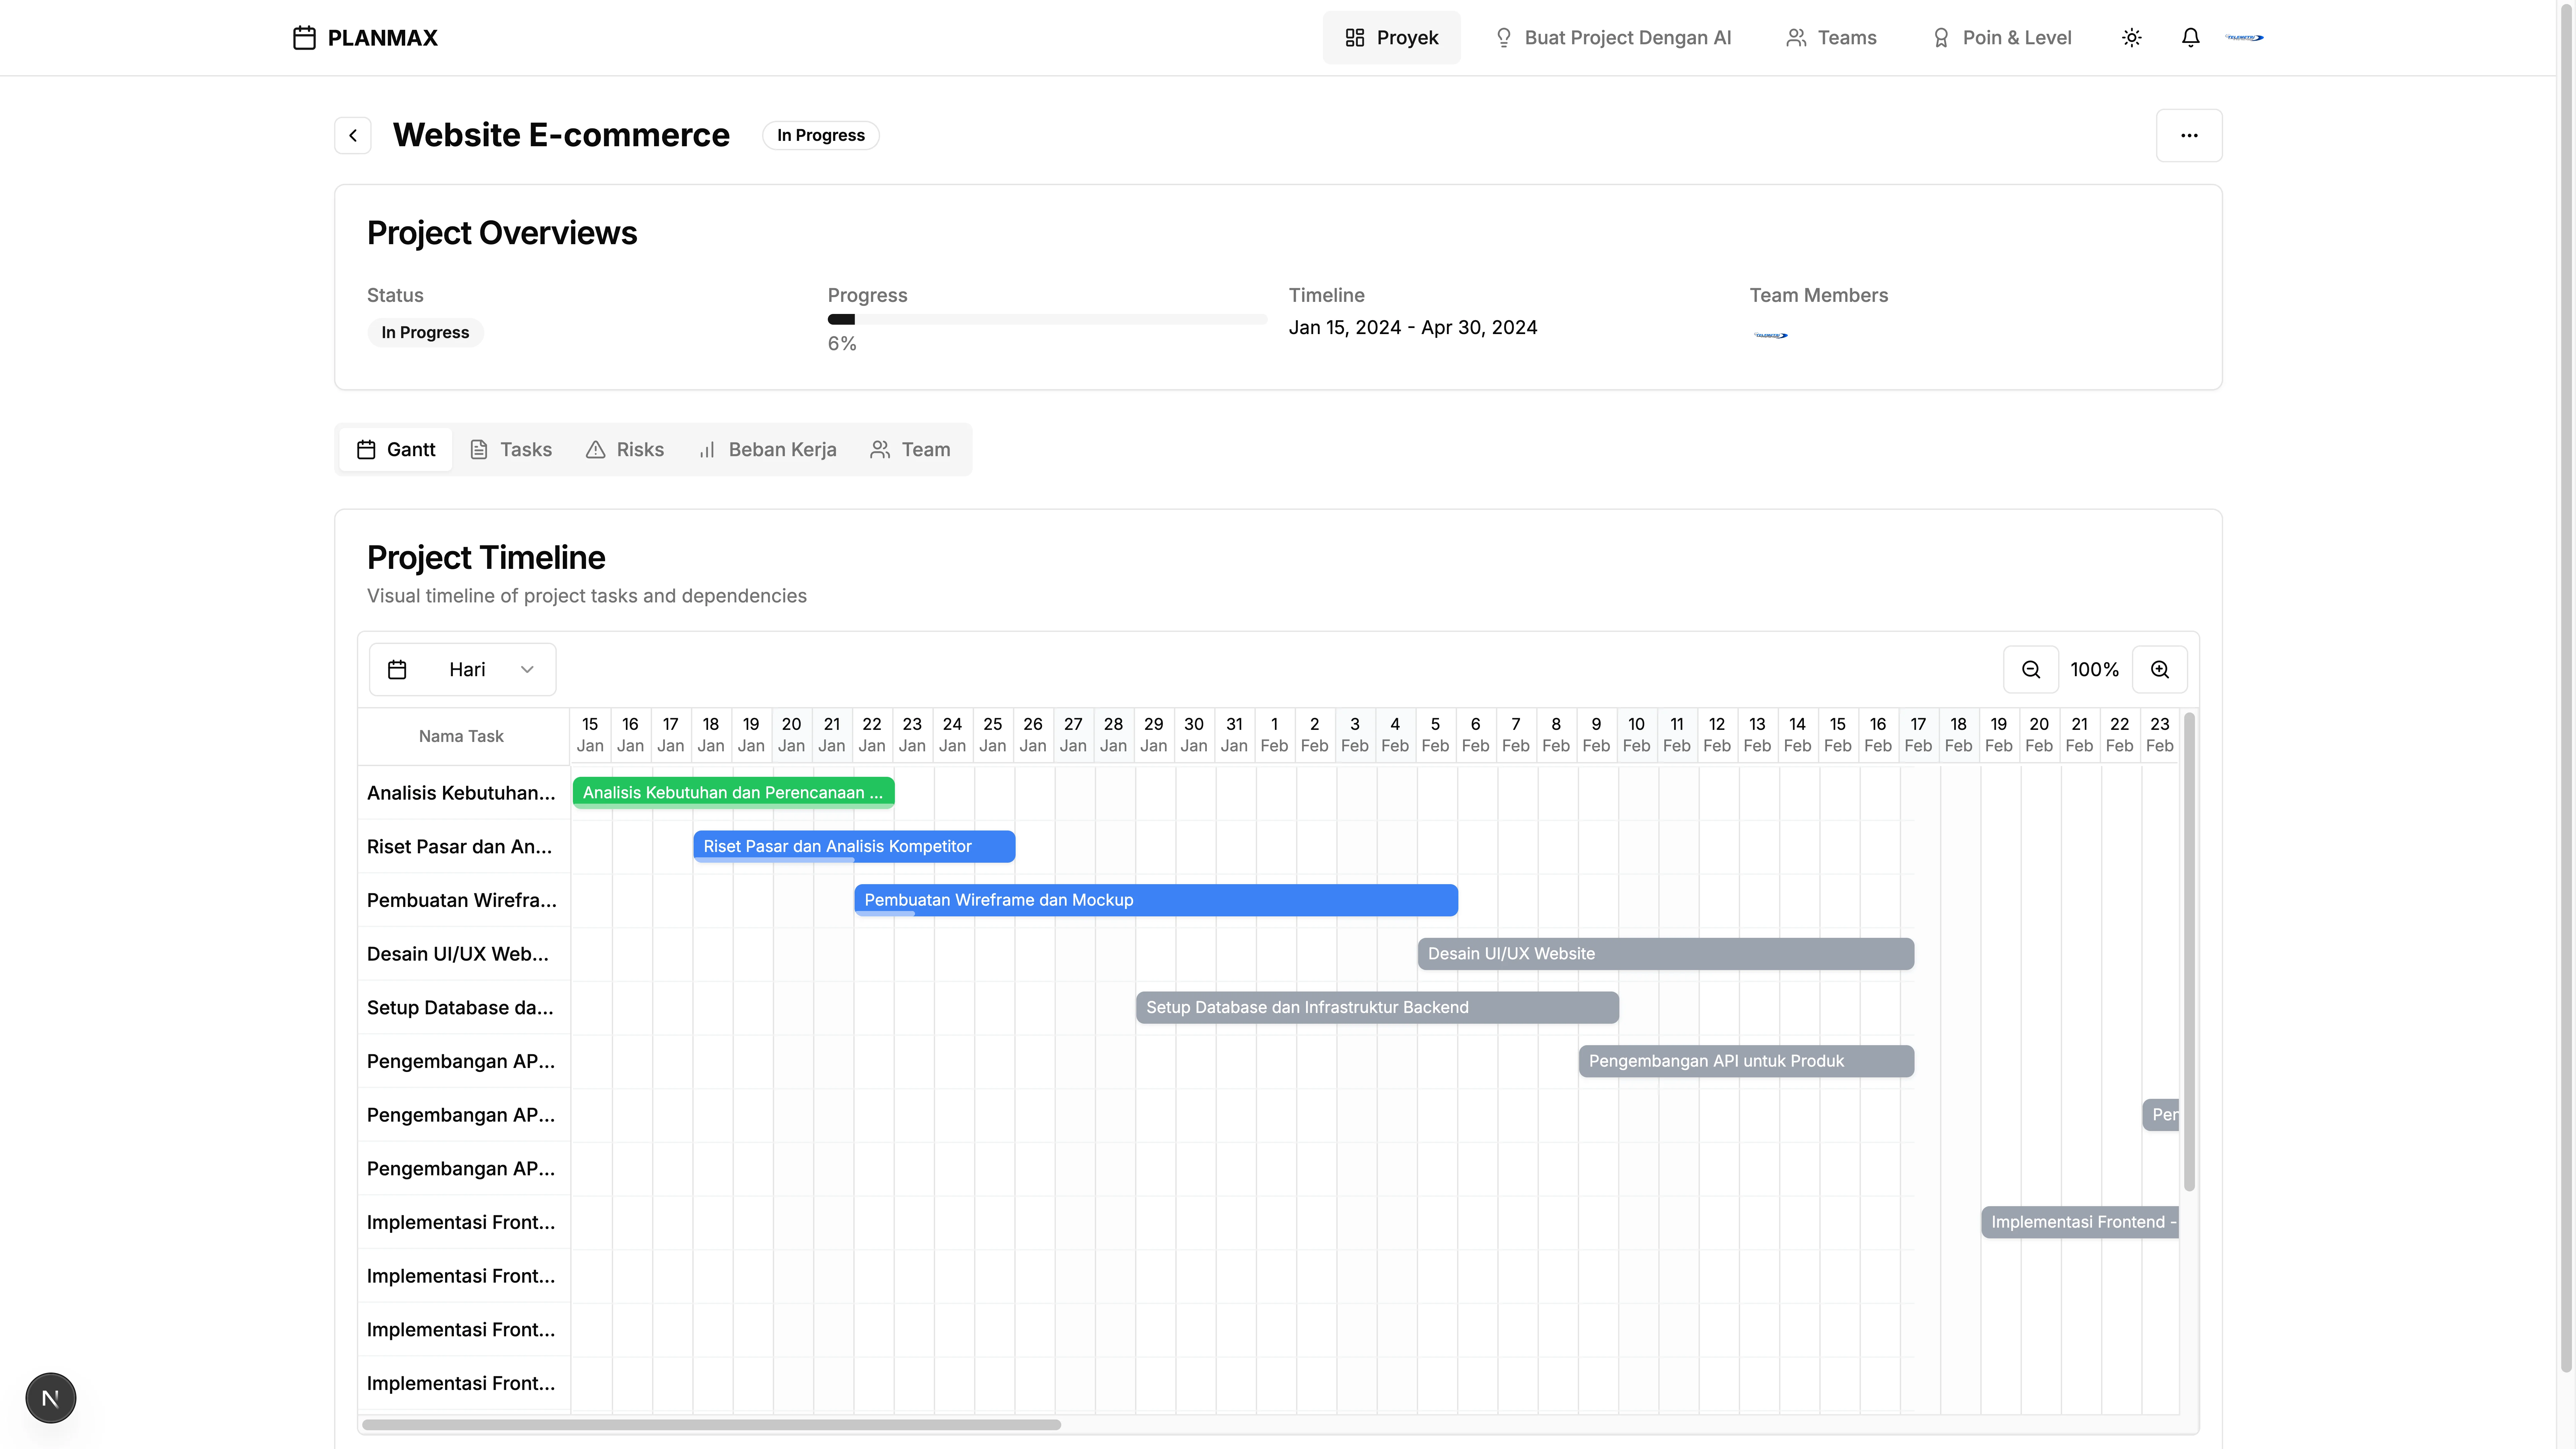 PLANMAX
Proyek
Buat Project Dengan AI
Teams
Poin & Level
Website E-commerce
In Progress
Project Overviews
Status
Progress
Timeline
Team Members
In Progress
6%
Jan 15, 2024 - Apr 30, 2024
Gantt
Tasks
Risks
Beban Kerja
Team
Project Timeline
Visual timeline of project tasks and dependencies
Hari
100%
Nama Task
15 16 17 18 19 20 21 22 23 24 25 26 27 28 29 30 31 1 2 3 4 5 6 7 8 9 10 11 12 13 14 15 16 17 18 19 20 21 22 23
Jan Jan Jan Jan Jan Jan Jan Jan Jan Jan Jan Jan Jan Jan Jan Jan Jan Feb Feb Feb Feb Feb Feb Feb Feb Feb Feb Feb Feb Feb Feb Feb Feb Feb Feb Feb Feb Feb Feb Feb
Analisis Kebutuhan...
Analisis Kebutuhan dan Perencanaan ...
Riset Pasar dan An...
Riset Pasar dan Analisis Kompetitor
Pembuatan Wirefra...
Pembuatan Wireframe dan Mockup
Desain UI/UX Web...
Desain UI/UX Website
Setup Database da...
Setup Database dan Infrastruktur Backend
Pengembangan AP...
Pengembangan API untuk Produk
Pengembangan AP...
Per
Pengembangan AP...
Implementasi Front...
Implementasi Frontend -
Implementasi Front...
Implementasi Front...
Implementasi Front...
N